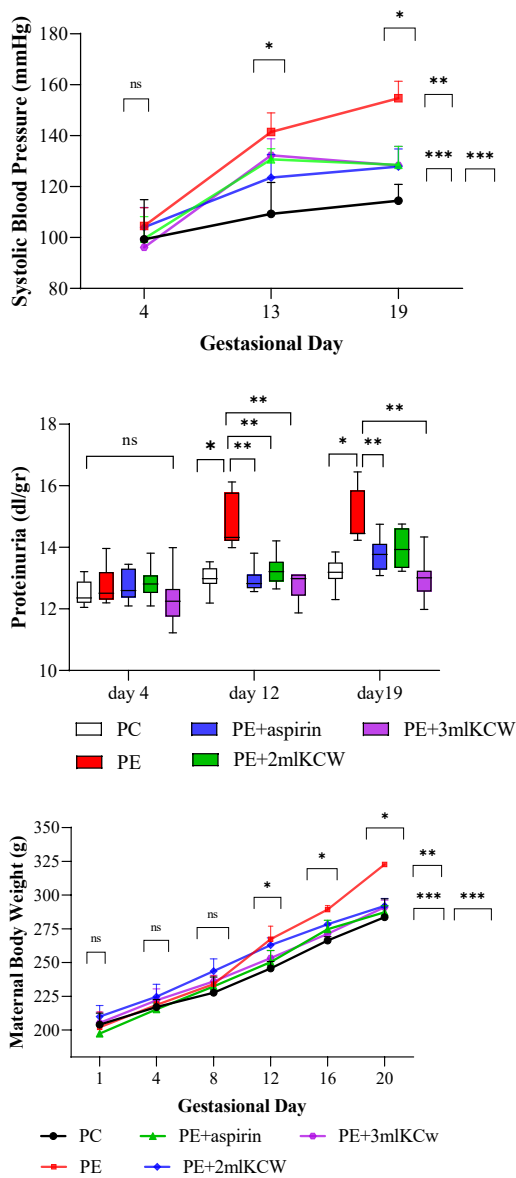 Systolic Blood Pressure (mmHg)
180
160
140
120
100
80
ns
*
*
**
*** ***
4 13 19
Gestasional Day
Proteinuria (dl/gr)
18
16
14
12
10
ns
* ** ** **
* ** **
day 4 day 12 day19
PC PE+aspirin PE+3mlKCW
PE PE+2mlKCW
Maternal Body Weight (g)
350
325
300
275
250
225
200
ns ns ns * * *
**
*** ***
1 4 8 12 16 20
Gestasional Day
PC PE+aspirin PE+3mlKCw
PE PE+2mlKCW